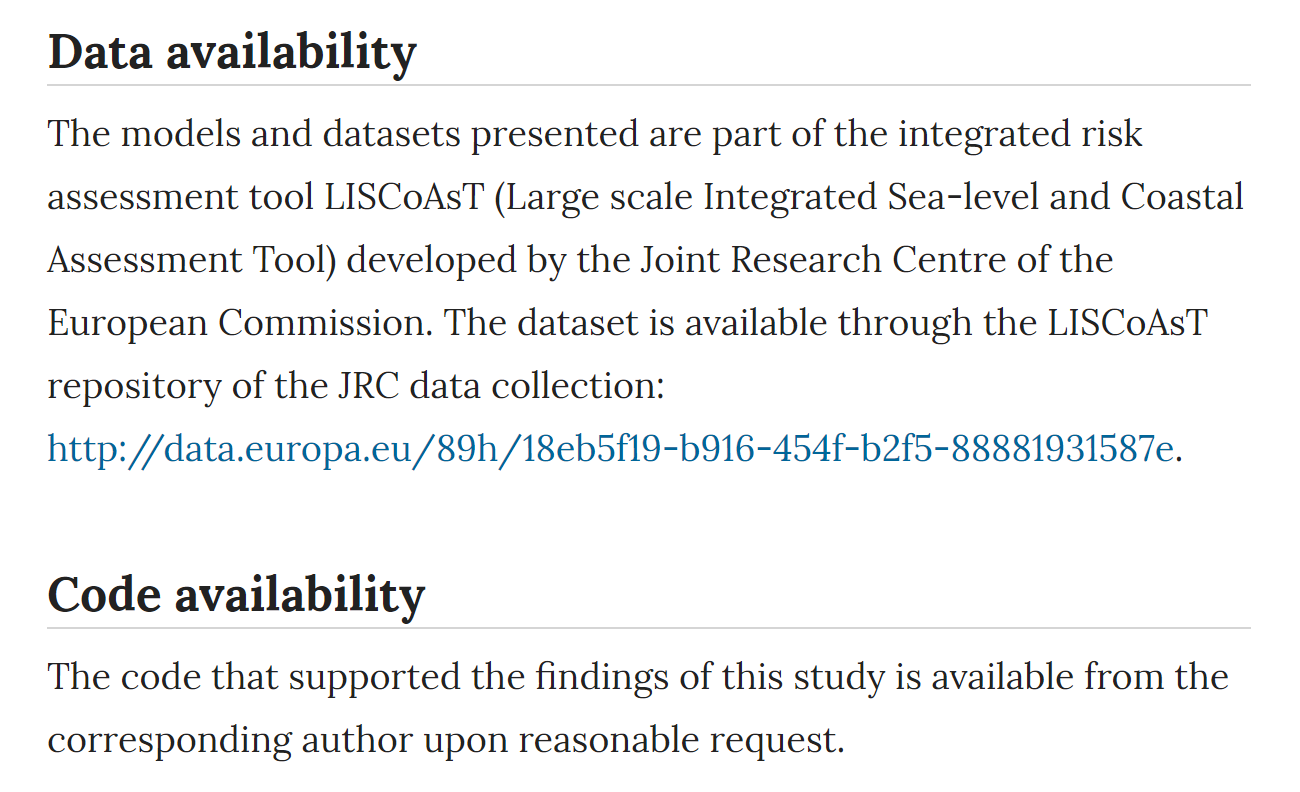 Data availability
The models and datasets presented are part of the integrated risk
assessment tool LISCoAsT (Large scale Integrated Sea-level and Coastal
Assessment Tool) developed by the Joint Research Centre of the
European Commission. The dataset is available through the LISCoAsT
repository of the JRC data collection:
http://data.europa.eu/89h/18eb5f19-b916-454f-b2f5-88881931587e.
Code availability
The code that supported the findings of this study is available from the
corresponding author upon reasonable request.